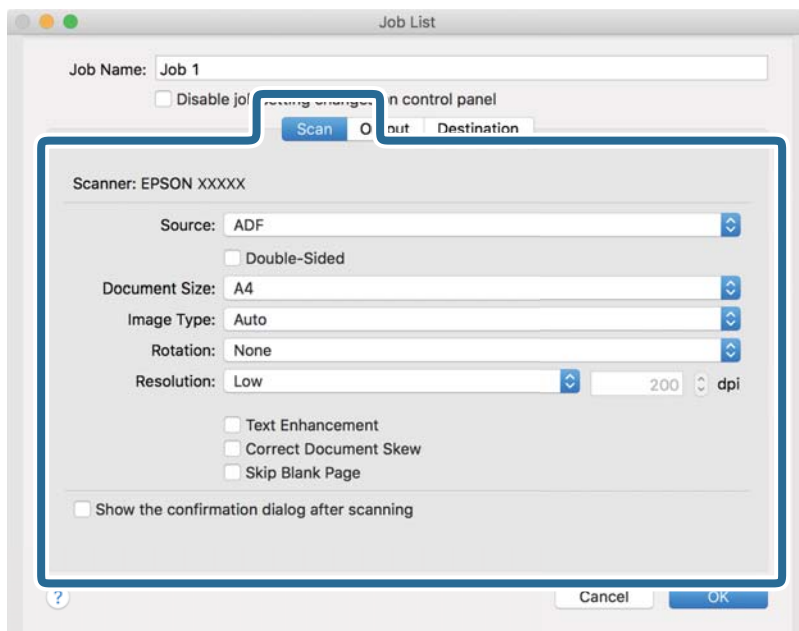 Job List
Job Name: Job 1
Disable job on control panel
Scan Destination
Scanner: EPSON XXXXX
Source: ADF
Double-Sided
Document Size: A4
Image Type: Auto
Rotation: None
Resolution: Low 200 dpi
Text Enhancement
Correct Document Skew
Skip Blank Page
Show the confirmation dialog after scanning
? Cancel OK